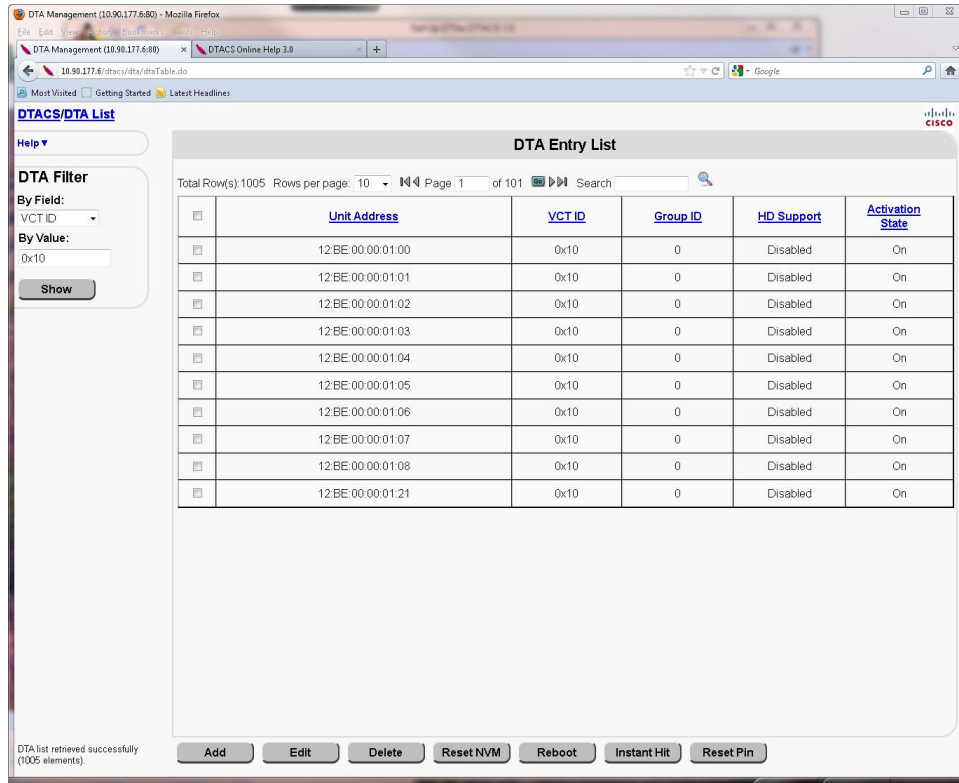 DTA Management (10.90.177.6:80) - Mozilla Firefox
File Edit View History Bookmarks Tools Help
DTA Management (10.90.177.6:80) × DTACS Online Help 3.0 × +
10.90.177.6/dtacs/dta/dtaTable.do Google
Most Visited Getting Started Latest Headlines
DTACS/DTA List
CISCO
Help
DTA Entry List
DTA Filter
By Field:
VCT ID
By Value:
0x10
Show
Total Row(s):1005 Rows per page: 10 Page 1 of 101 Go Search
Unit Address VCT ID Group ID HD Support Activation State
12:BE:00:00:01:00 0x10 0 Disabled On
12:BE:00:00:01:01 0x10 0 Disabled On
12:BE:00:00:01:02 0x10 0 Disabled On
12:BE:00:00:01:03 0x10 0 Disabled On
12:BE:00:00:01:04 0x10 0 Disabled On
12:BE:00:00:01:05 0x10 0 Disabled On
12:BE:00:00:01:06 0x10 0 Disabled On
12:BE:00:00:01:07 0x10 0 Disabled On
12:BE:00:00:01:08 0x10 0 Disabled On
12:BE:00:00:01:21 0x10 0 Disabled On
DTA list retrieved successfully
(1005 elements).
Add Edit Delete Reset NVM Reboot Instant Hit Reset Pin